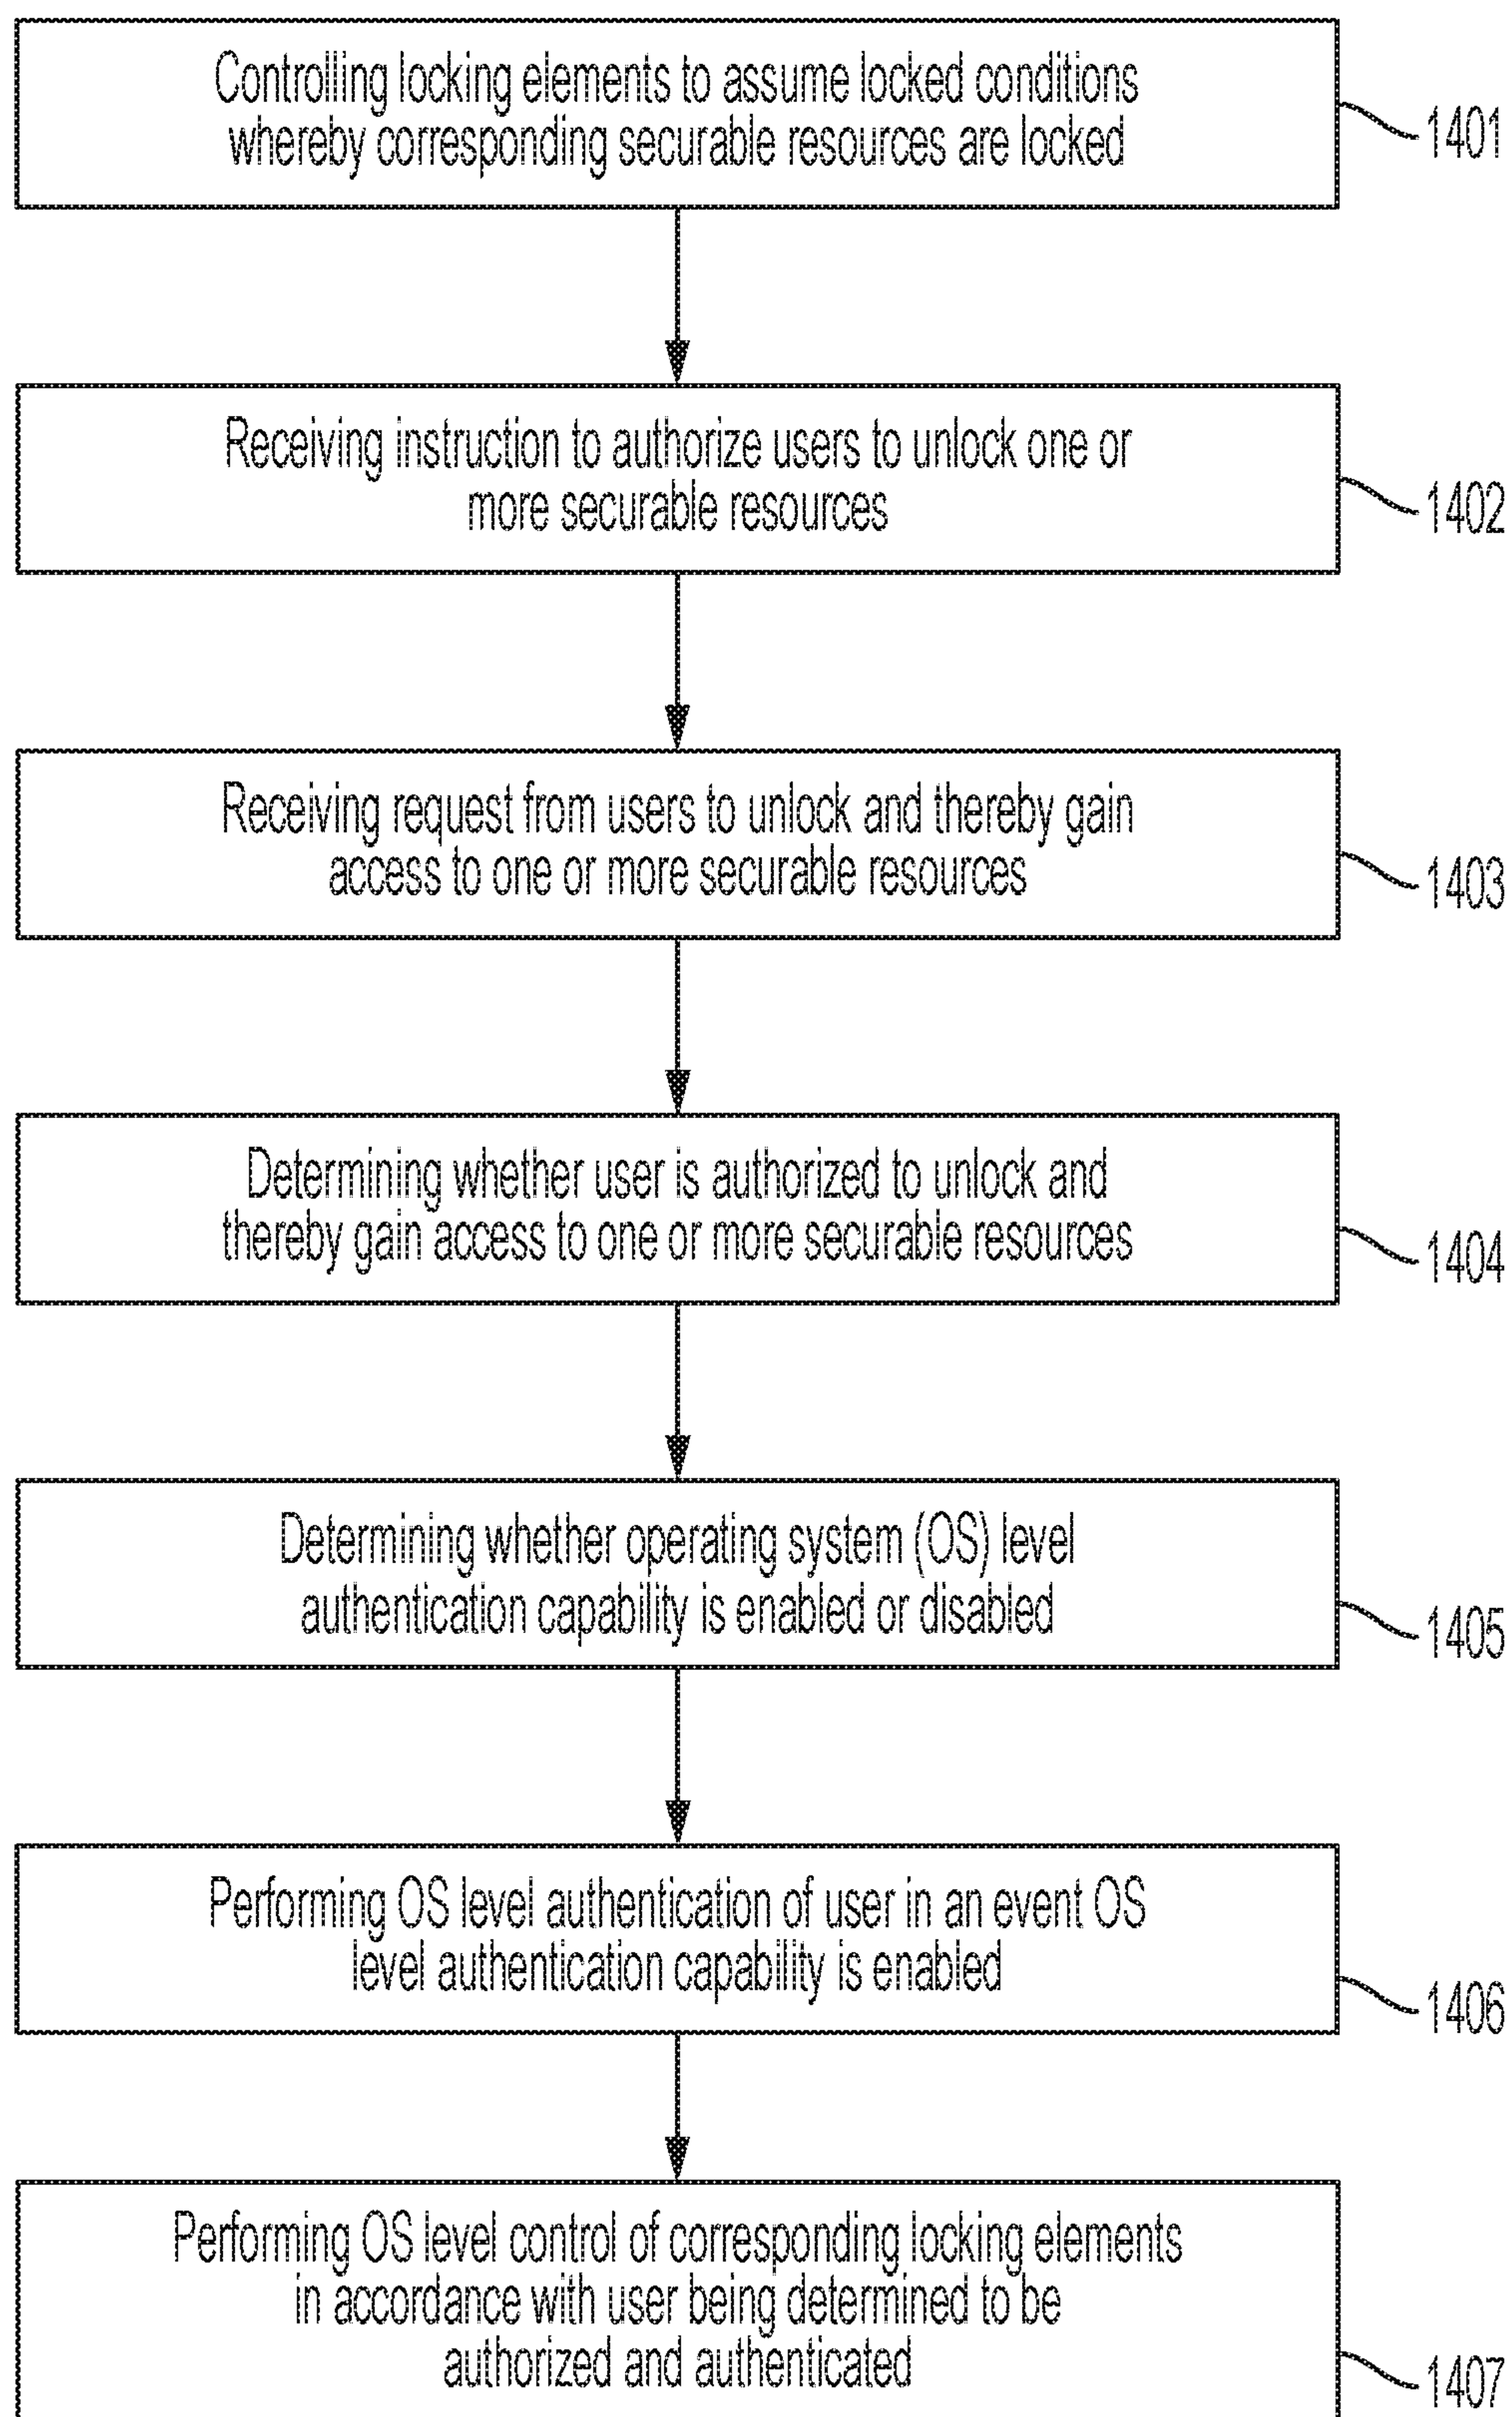 Controlling locking elements to assume locked conditions
whereby corresponding securable resources are locked
1401
Receiving instruction to authorize users to unlock one or
more securable resources
1402
Receiving request from users to unlock and thereby gain
access to one or more securable resources
1403
Determining whether user is authorized to unlock and
thereby gain access to one or more securable resources
1404
Determining whether operating system (OS) level
authentication capability is enabled or disabled
1405
Performing OS level authentication of user in an event OS
level authentication capability is enabled
1406
Performing OS level control of corresponding locking elements
in accordance with user being determined to be
authorized and authenticated
1407